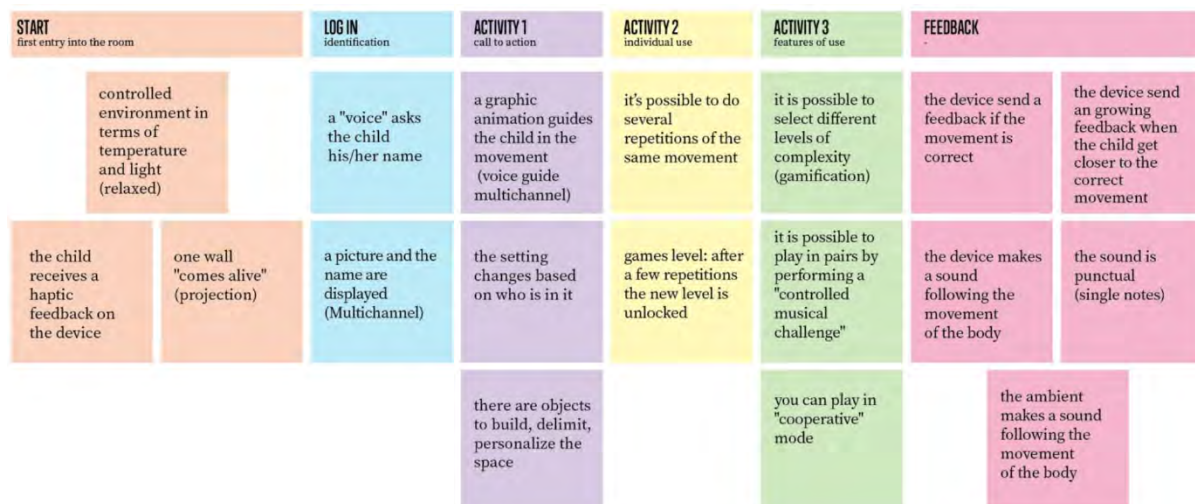 START
first entry into the room
LOG IN
identification
ACTIVITY 1
call to action
ACTIVITY 2
individual use
ACTIVITY 3
features of use
FEEDBACK
-
controlled
environment in
terms of
temperature
and light
(relaxed)
the child
receives a
haptic
feedback on
the device
one wall
"comes alive"
(projection)
a "voice" asks
the child
his/her name
a picture and the
name are
displayed
(Multichannel)
a graphic
animation guides
the child in the
movement
(voice guide
multichannel)
the setting
changes based
on who is in it
there are objects
to build, delimit,
personalize the
space
it's possible to do
several
repetitions of the
same movement
games level: after
a few repetitions
the new level is
unlocked
it is possible to
select different
levels of
complexity
(gamification)
it is possible to
play in pairs by
performing a
"controlled
musical
challenge"
you can play in
"cooperative"
mode
the device send a
feedback if the
movement is
correct
the device send
an growing
feedback when
the child get
closer to the
correct
movement
the device makes
a sound
following the
movement
of the body
the sound is
punctual
(single notes)
the ambient
makes a sound
following the
movement
of the body